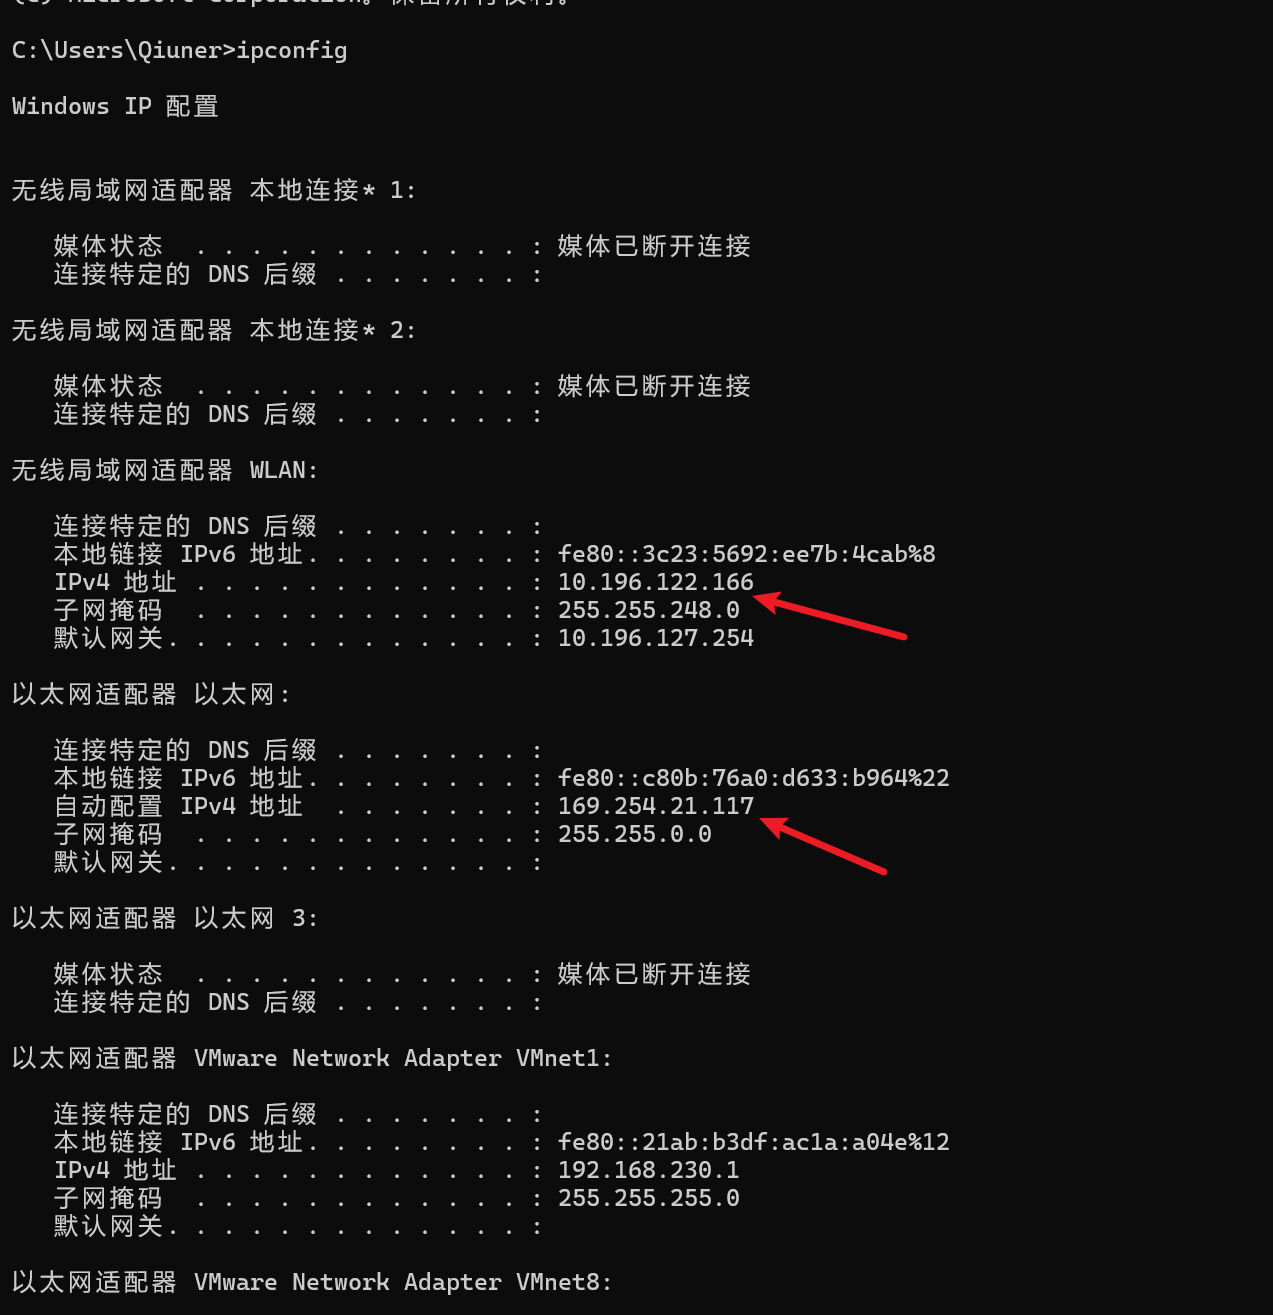 (c) Microsoft Corporation。保留所有权利。
C:\Users\Qiuner>ipconfig
Windows IP 配置
无线局域网适配器 本地连接* 1:
媒体状态  . . . . . . . . . . . . : 媒体已断开连接
连接特定的 DNS 后缀 . . . . . . . :
无线局域网适配器 本地连接* 2:
媒体状态  . . . . . . . . . . . . : 媒体已断开连接
连接特定的 DNS 后缀 . . . . . . . :
无线局域网适配器 WLAN:
连接特定的 DNS 后缀 . . . . . . . :
本地链接 IPv6 地址. . . . . . . . : fe80::3c23:5692:ee7b:4cab%8
IPv4 地址 . . . . . . . . . . . . : 10.196.122.166
子网掩码  . . . . . . . . . . . . : 255.255.248.0
默认网关. . . . . . . . . . . . . : 10.196.127.254
以太网适配器 以太网:
连接特定的 DNS 后缀 . . . . . . . :
本地链接 IPv6 地址. . . . . . . . : fe80::c80b:76a0:d633:b964%22
自动配置 IPv4 地址  . . . . . . . : 169.254.21.117
子网掩码  . . . . . . . . . . . . : 255.255.0.0
默认网关. . . . . . . . . . . . . :
以太网适配器 以太网 3:
媒体状态  . . . . . . . . . . . . : 媒体已断开连接
连接特定的 DNS 后缀 . . . . . . . :
以太网适配器 VMware Network Adapter VMnet1:
连接特定的 DNS 后缀 . . . . . . . :
本地链接 IPv6 地址. . . . . . . . : fe80::21ab:b3df:ac1a:a04e%12
IPv4 地址 . . . . . . . . . . . . : 192.168.230.1
子网掩码  . . . . . . . . . . . . : 255.255.255.0
默认网关. . . . . . . . . . . . . :
以太网适配器 VMware Network Adapter VMnet8: